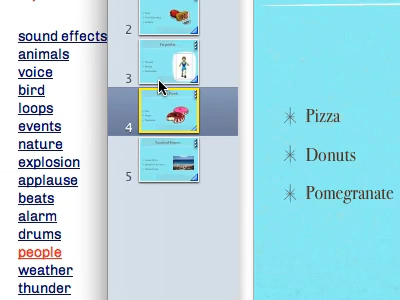 sound effects
animals
voice
bird
loops
events
nature
explosion
applause
beats
alarm
drums
people
weather
thunder
2
3
4
5
Pizza
Donuts
Pomegranate